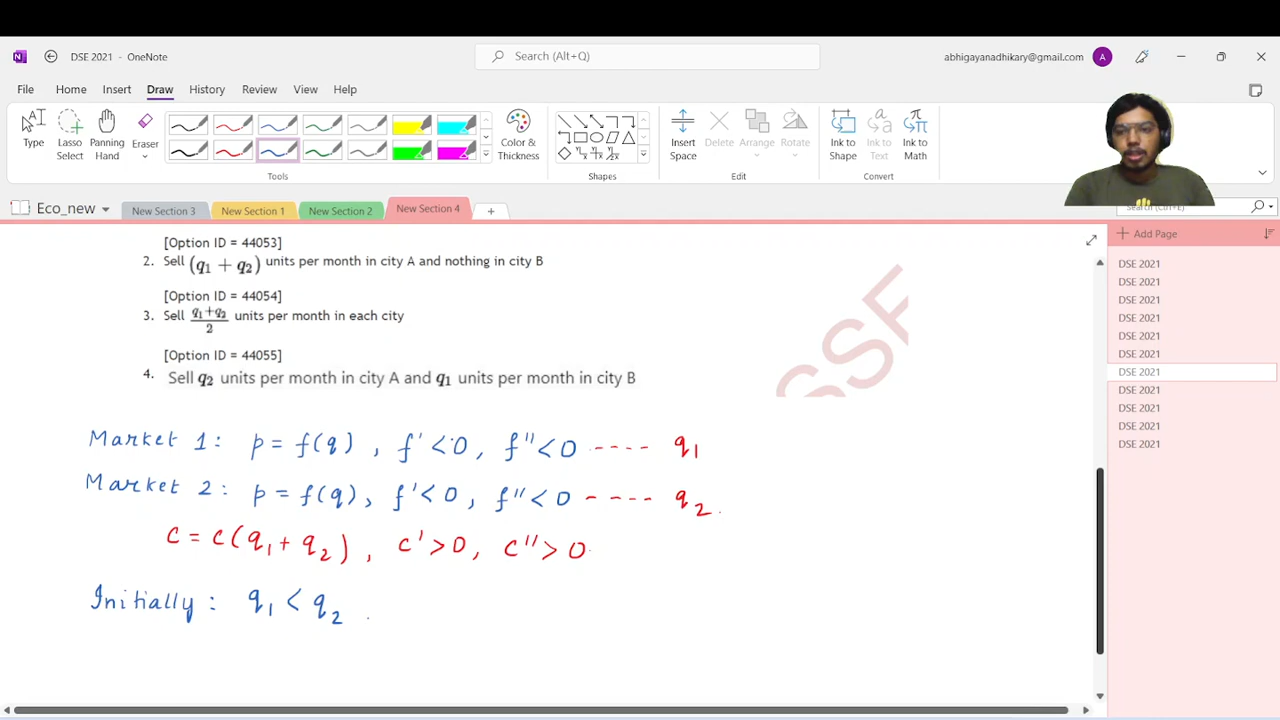 DSE 2021 - OneNote
Search (Alt+Q)
abhigayanadhikary@gmail.com
A
File Home Insert Draw History Review View Help
Type
Lasso Select
Panning Hand
Eraser
Color & Thickness
Insert Space
Delete
Arrange
Rotate
Ink to Shape
Ink to Text
Ink to Math
Tools
Shapes
Edit
Convert
Eco_new
New Section 3
New Section 1
New Section 2
New Section 4
Search (Ctrl+E)
Add Page
DSE 2021
DSE 2021
DSE 2021
DSE 2021
DSE 2021
DSE 2021
DSE 2021
DSE 2021
DSE 2021
DSE 2021
DSE 2021
[Option ID = 44053]
2. Sell (q₁ + q₂) units per month in city A and nothing in city B
[Option ID = 44054]
3. Sell (q₁+q₂)/2 units per month in each city
[Option ID = 44055]
4. Sell q₂ units per month in city A and q₁ units per month in city B
SSF
Market 1: p = f(q), f' < 0, f'' < 0 ---- q₁
Market 2: p = f(q), f' < 0, f'' < 0 ---- q₂
c = c(q₁ + q₂), c' > 0, c'' > 0
Initially: q₁ < q₂